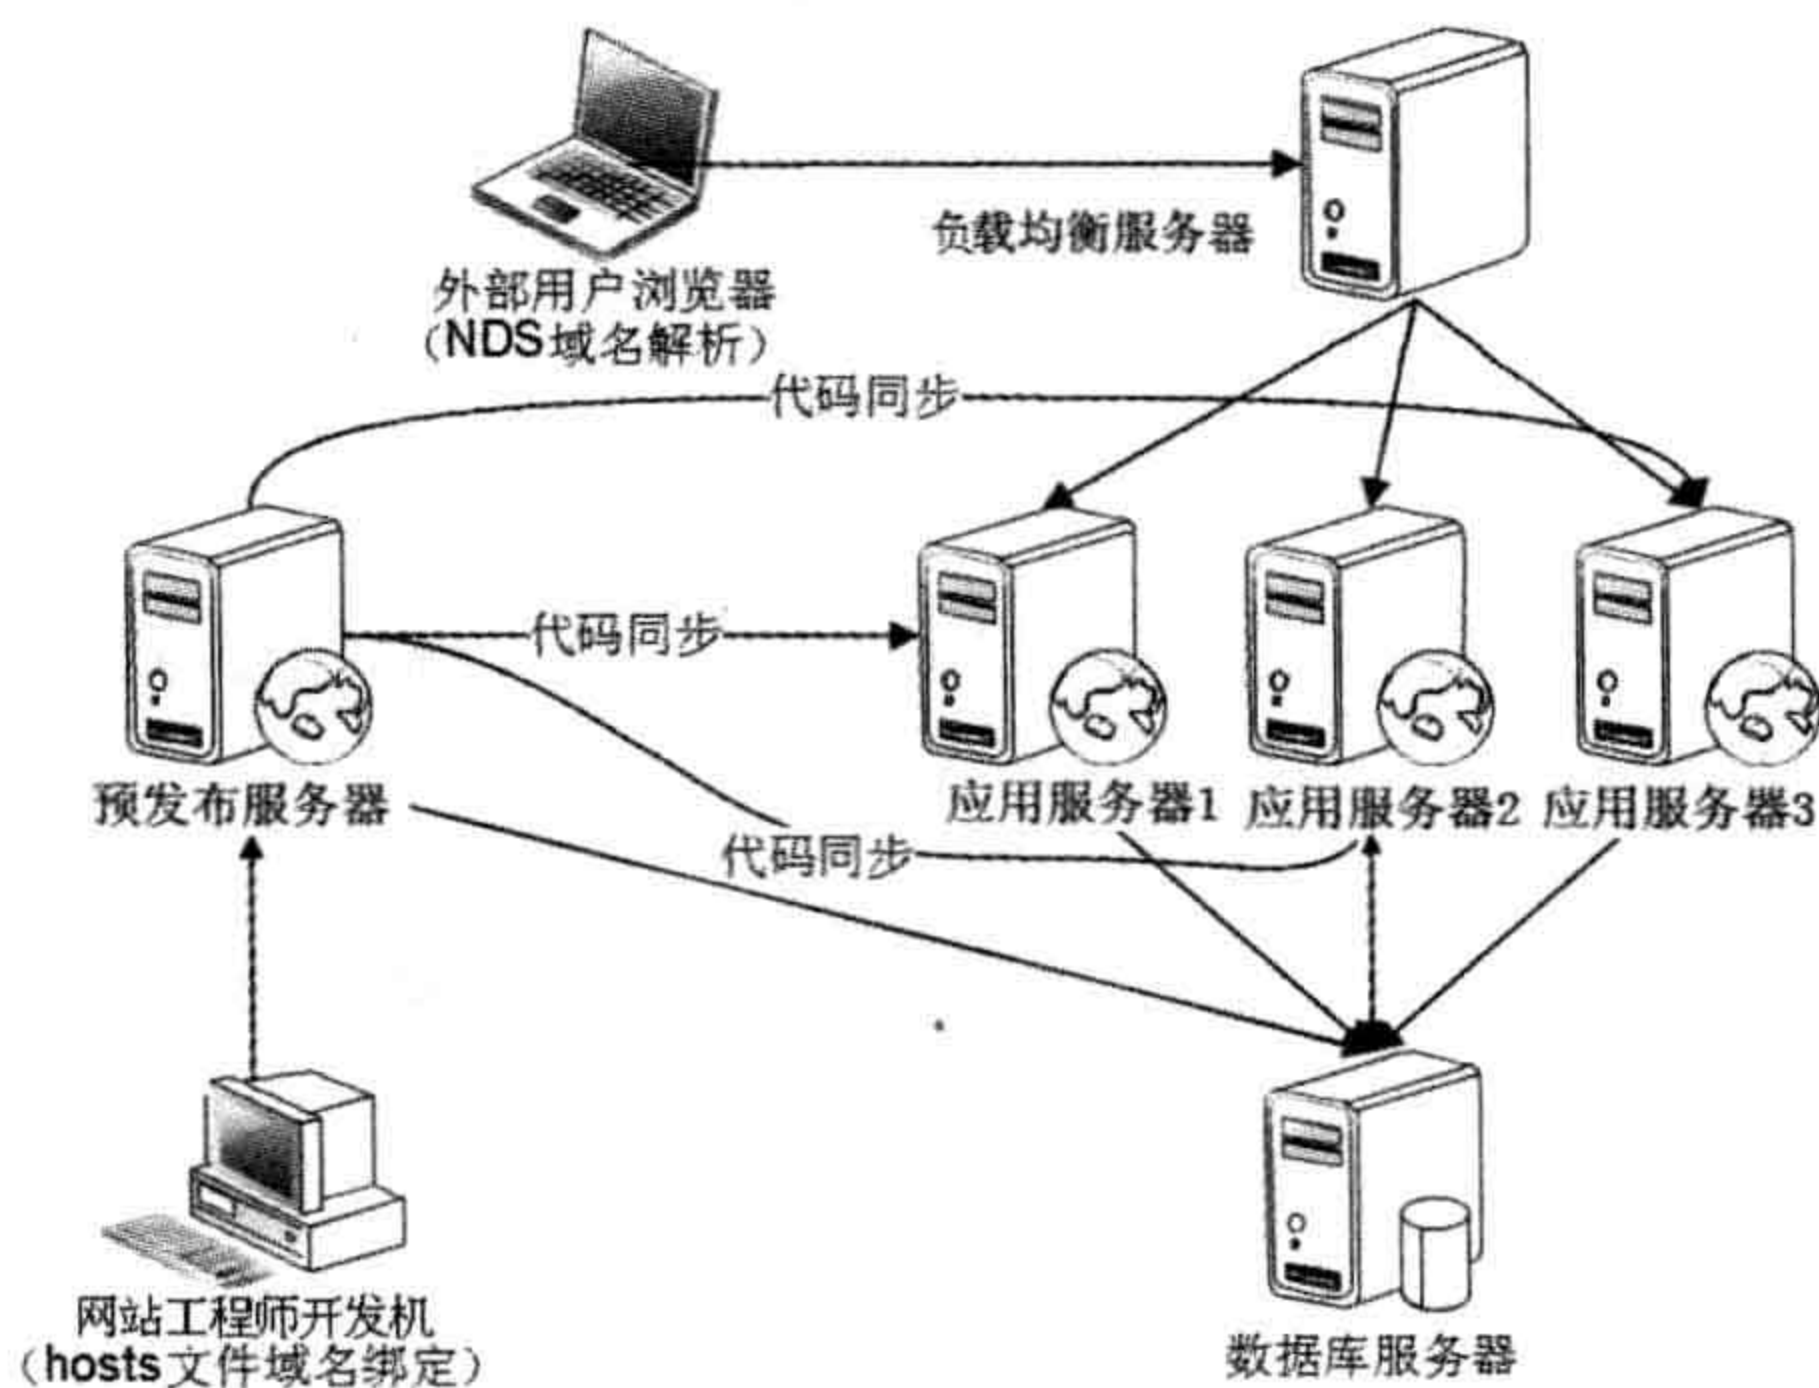 负载均衡服务器
外部用户浏览器
（NDS域名解析）
代码同步
代码同步
预发布服务器
应用服务器1
应用服务器2
应用服务器3
代码同步
网站工程师开发机
（hosts文件域名绑定）
数据库服务器